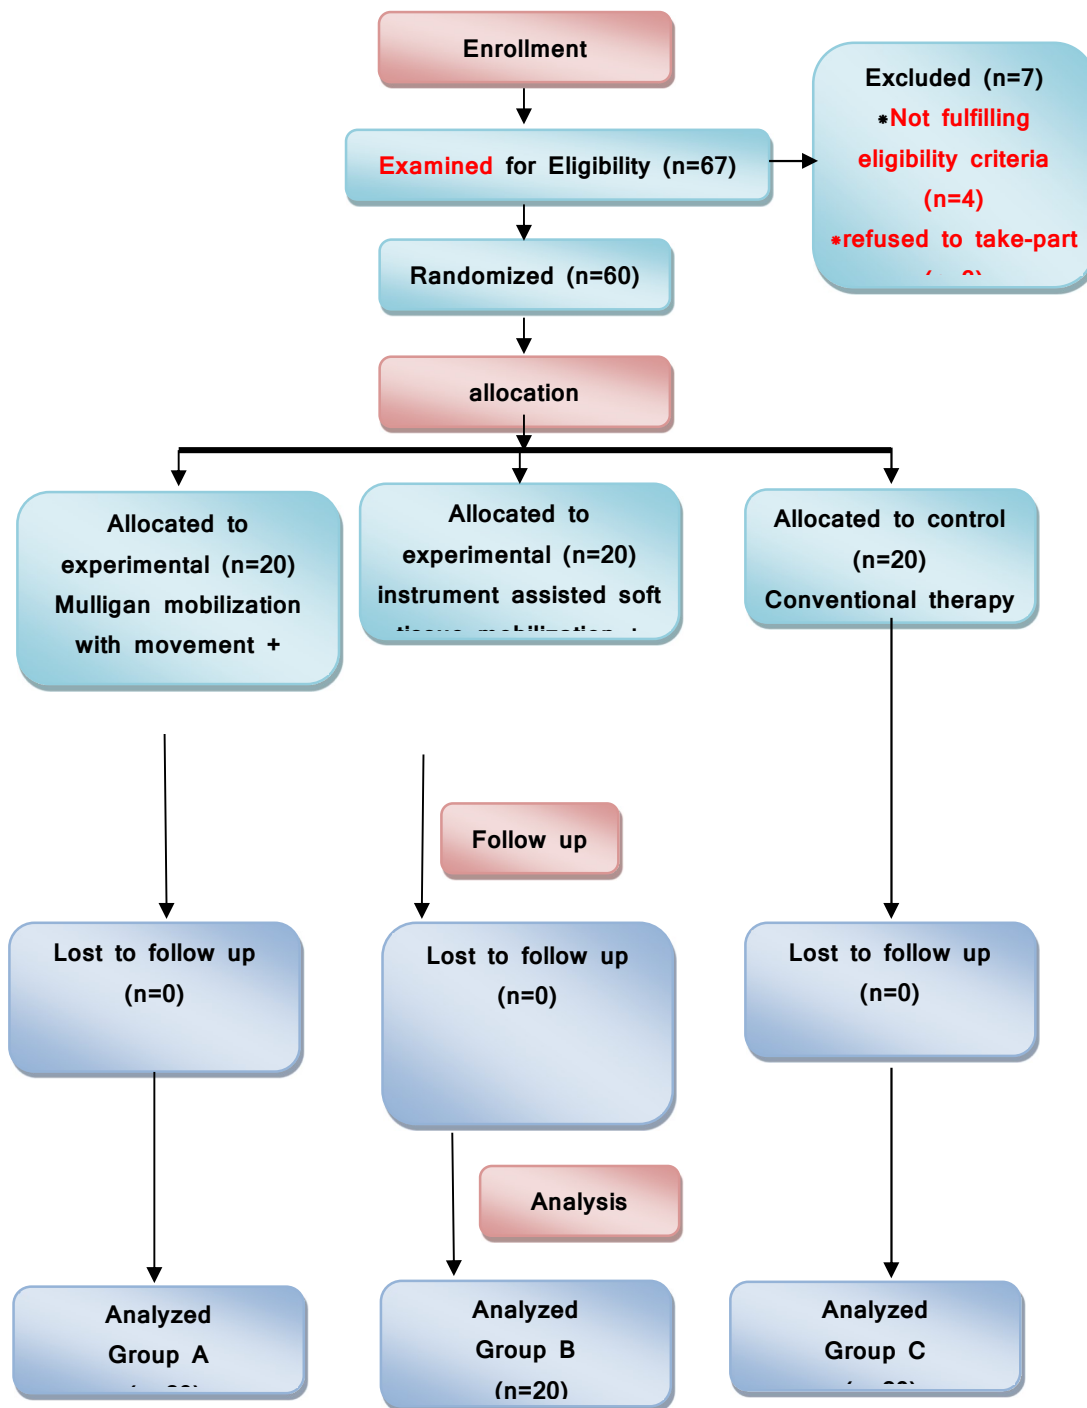 Enrollment
Excluded (n=7)
*Not fulfilling
eligibility criteria
(n=4)
*refused to take-part
Examined for Eligibility (n=67)
Randomized (n=60)
allocation
Allocated to
experimental (n=20)
Mulligan mobilization
with movement +
Allocated to
experimental (n=20)
instrument assisted soft
tissue mobilization +
Allocated to control
(n=20)
Conventional therapy
Follow up
Lost to follow up
(n=0)
Lost to follow up
(n=0)
Lost to follow up
(n=0)
Analysis
Analyzed
Group A
Analyzed
Group B
(n=20)
Analyzed
Group C